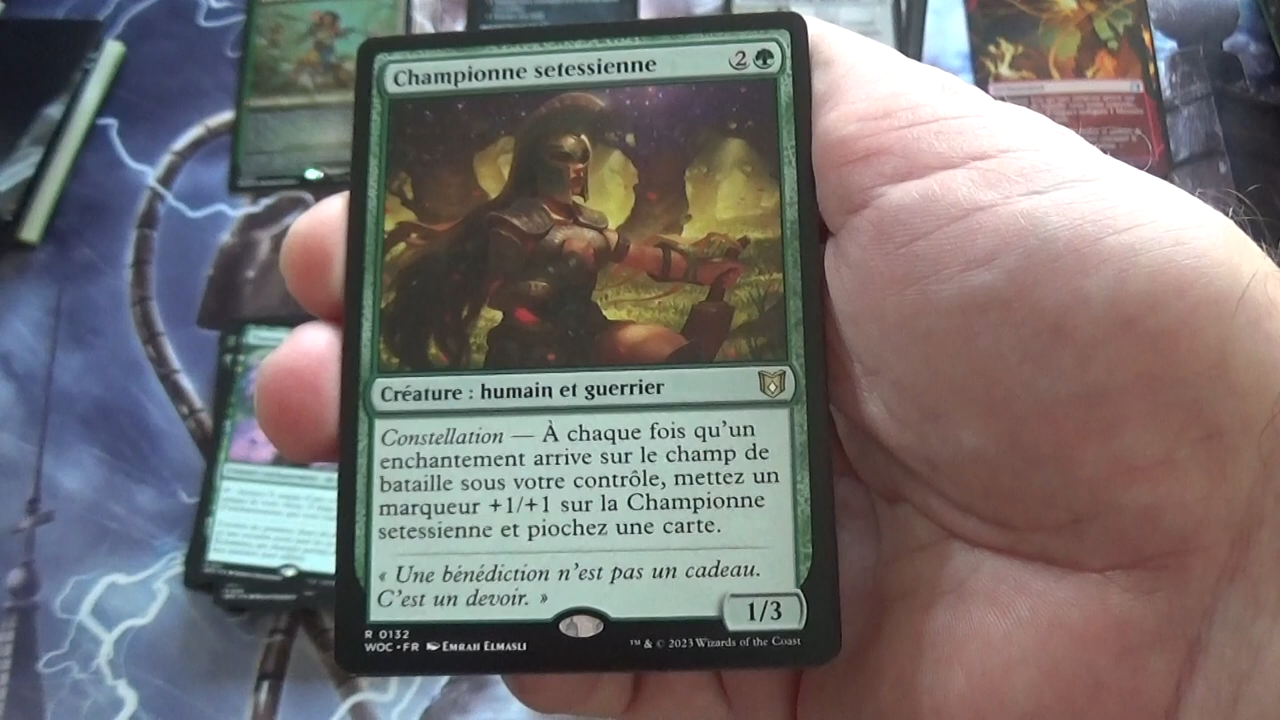 Championne setessienne 2
Créature : humain et guerrier
Constellation — À chaque fois qu'un
enchantement arrive sur le champ de
bataille sous votre contrôle, mettez un
marqueur +1/+1 sur la Championne
setessienne et piochez une carte.
« Une bénédiction n'est pas un cadeau.
C'est un devoir. »
1/3
R 0132
WOC • FR EMRAH ELMASLI
™ & © 2023 Wizards of the Coast